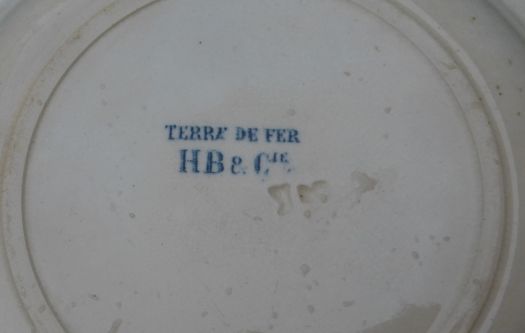 TERRE DE FER
HB & CIE